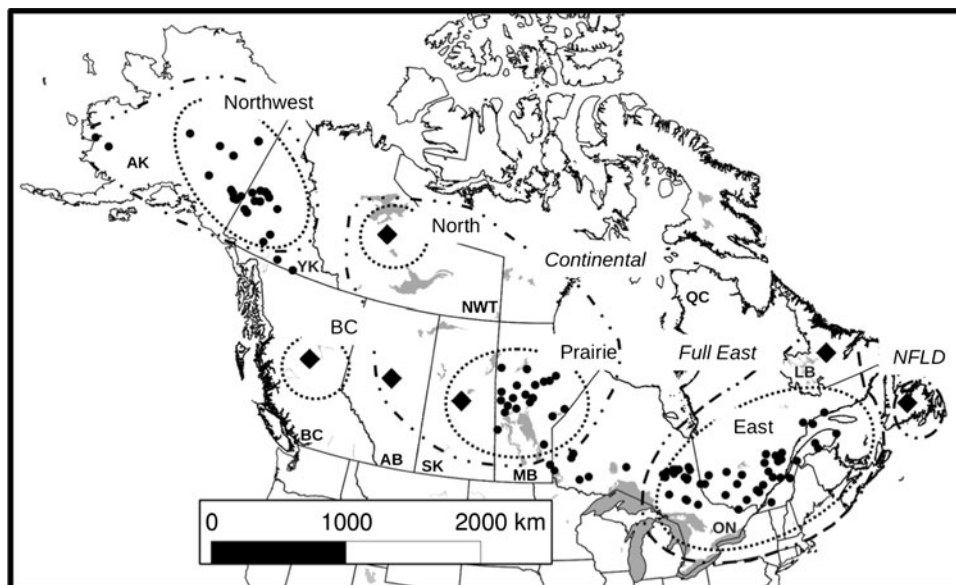 Northwest
AK
North
Continental
YK
NWT
QC
BC
Prairie
Full East
NFLD
LB
East
BC
AB
SK
MB
ON
0 1000 2000 km